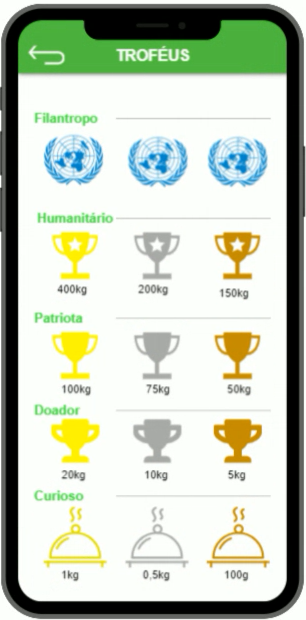 TROFÉUS
Filantropo
Humanitário
400kg 200kg 150kg
Patriota
100kg 75kg 50kg
Doador
20kg 10kg 5kg
Curioso
1kg 0,5kg 100g